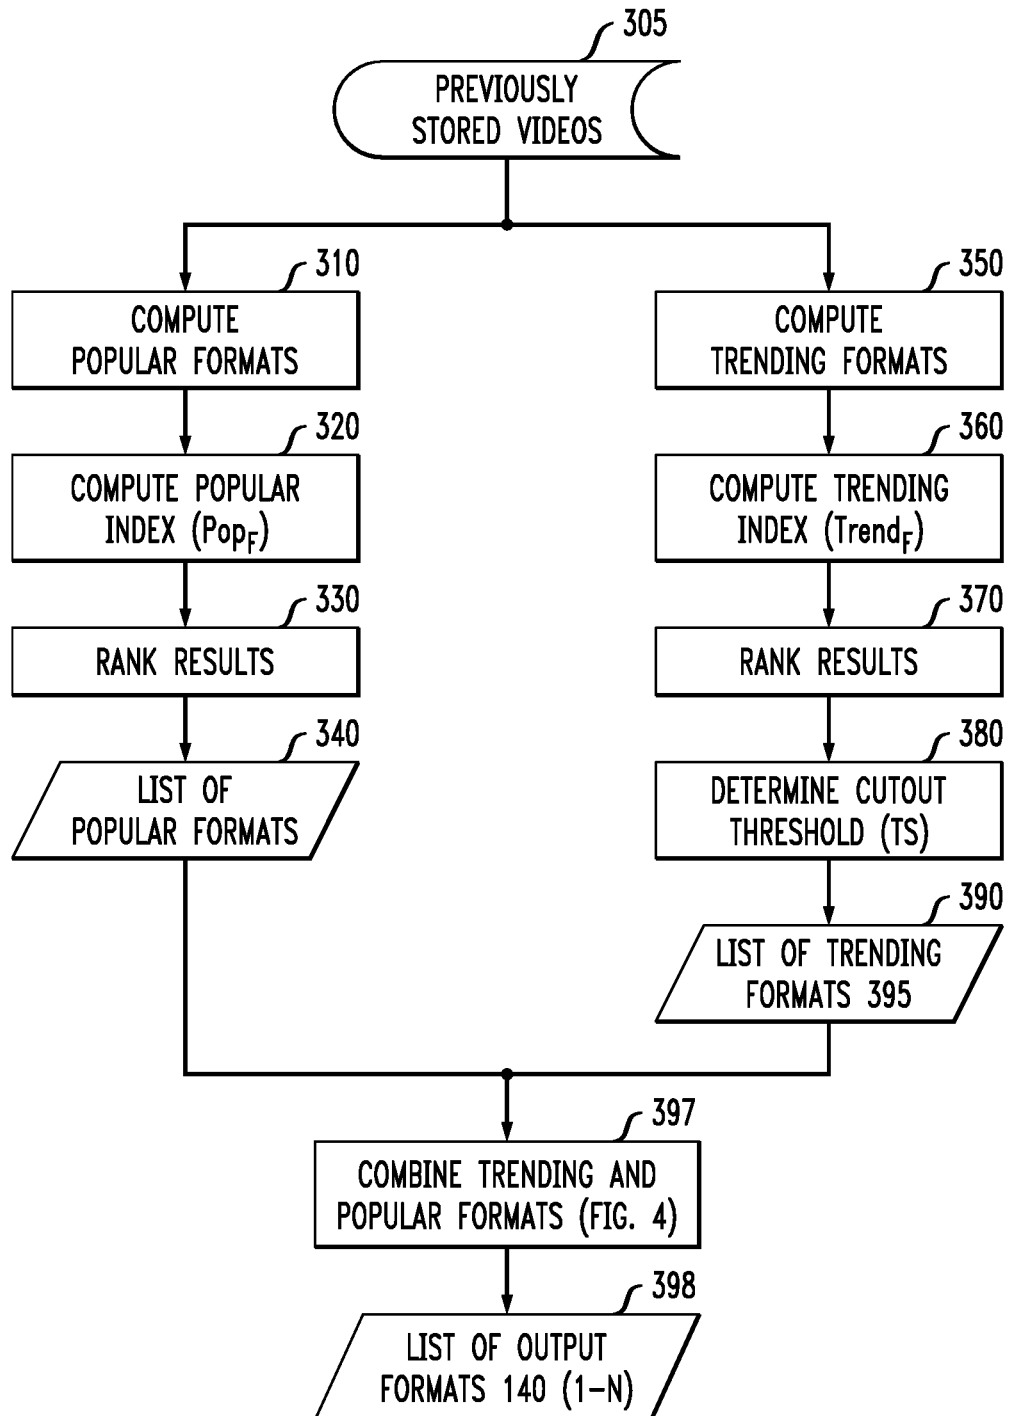 305
PREVIOUSLY
STORED VIDEOS
310
COMPUTE
POPULAR FORMATS
350
COMPUTE
TRENDING FORMATS
320
COMPUTE POPULAR
INDEX (PopF)
360
COMPUTE TRENDING
INDEX (TrendF)
330
RANK RESULTS
370
RANK RESULTS
340
LIST OF
POPULAR FORMATS
380
DETERMINE CUTOUT
THRESHOLD (TS)
390
LIST OF TRENDING
FORMATS 395
397
COMBINE TRENDING AND
POPULAR FORMATS (FIG. 4)
398
LIST OF OUTPUT
FORMATS 140 (1-N)